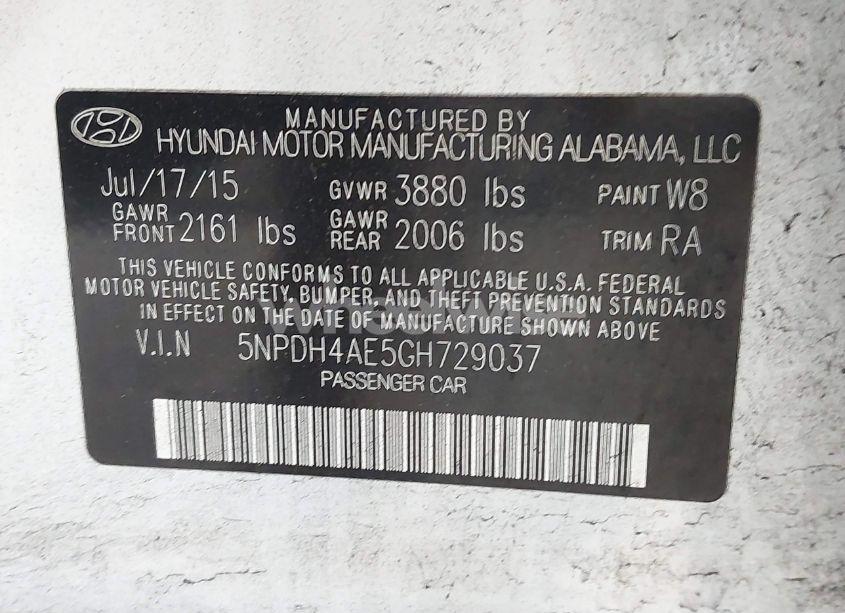 MANUFACTURED BY
HYUNDAI MOTOR MANUFACTURING ALABAMA, LLC
Jul/17/15 GVWR 3880 lbs PAINT W8
GAWR FRONT 2161 lbs GAWR REAR 2006 lbs TRIM RA
THIS VEHICLE CONFORMS TO ALL APPLICABLE U.S.A. FEDERAL
MOTOR VEHICLE SAFETY, BUMPER, AND THEFT PREVENTION STANDARDS
IN EFFECT ON THE DATE OF MANUFACTURE SHOWN ABOVE
V.I.N 5NPDH4AE5GH729037
PASSENGER CAR